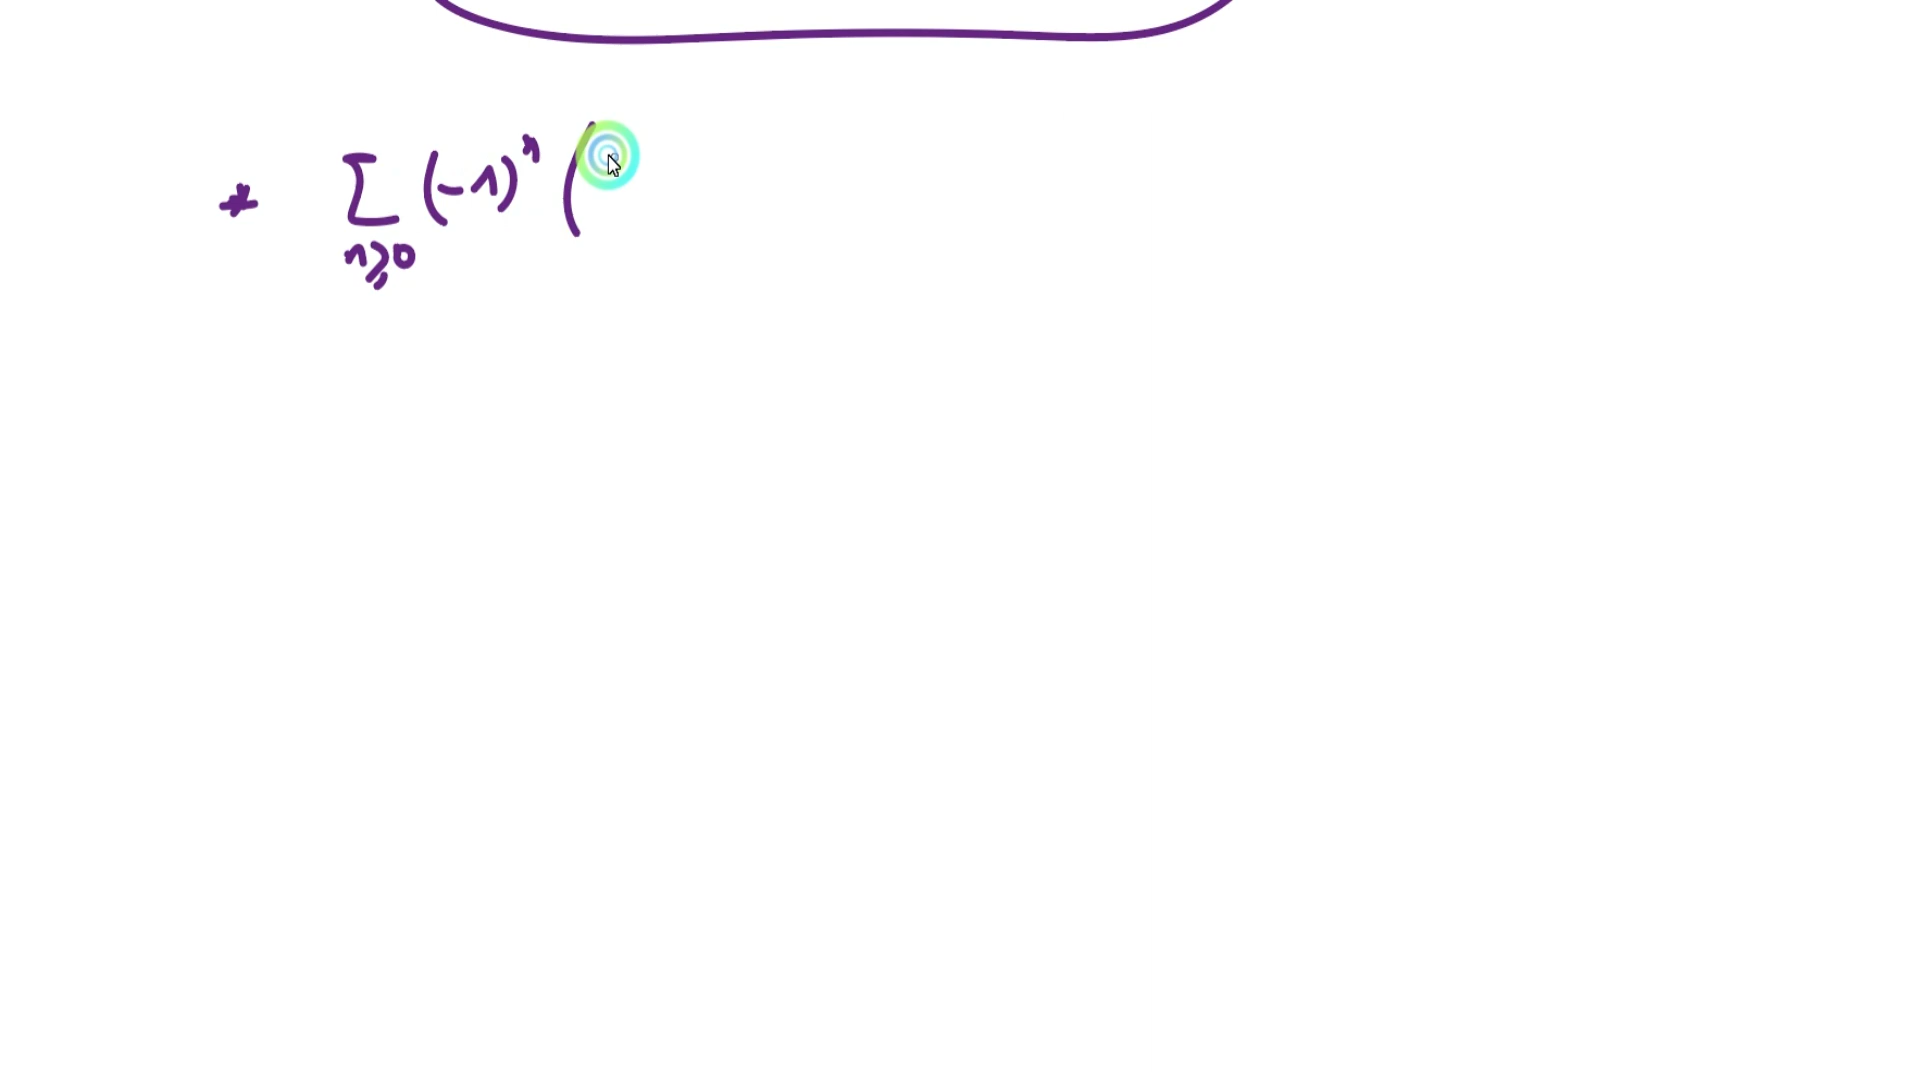 * ∑ (-1)ⁿ (
n⩾0